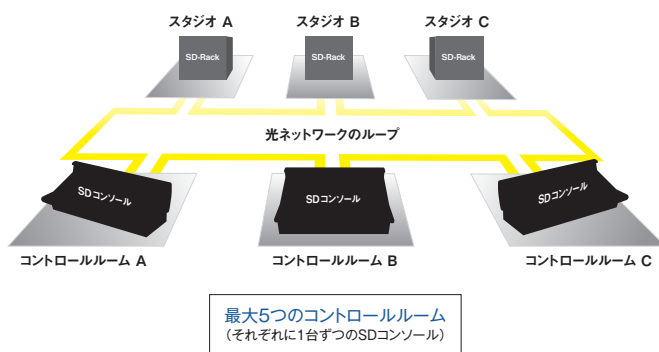 スタジオ A
スタジオ B
スタジオ C
SD-Rack
SD-Rack
SD-Rack
光ネットワークのループ
SDコンソール
SDコンソール
SDコンソール
コントロールルーム A
コントロールルーム B
コントロールルーム C
最大5つのコントロールルーム
(それぞれに1台ずつのSDコンソール)